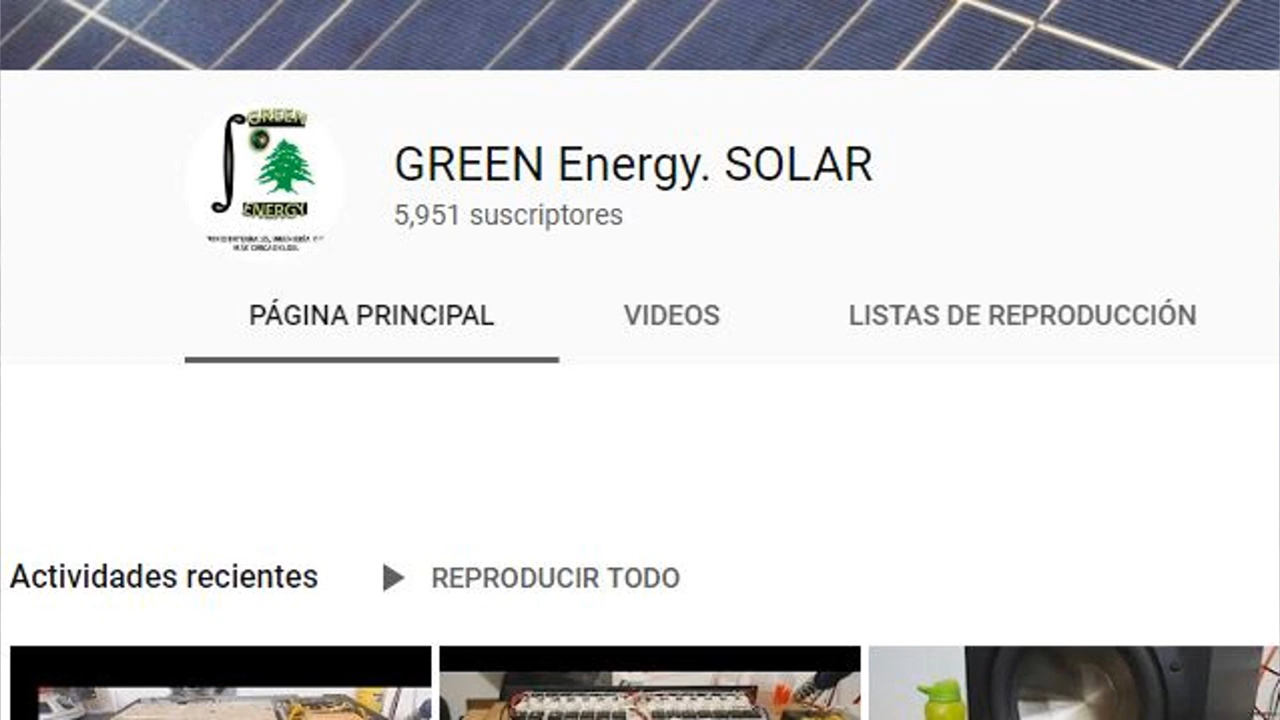 GREEN
ENERGY
GREEN Energy. SOLAR
5,951 suscriptores
PÁGINA PRINCIPAL
VIDEOS
LISTAS DE REPRODUCCIÓN
Actividades recientes
REPRODUCIR TODO